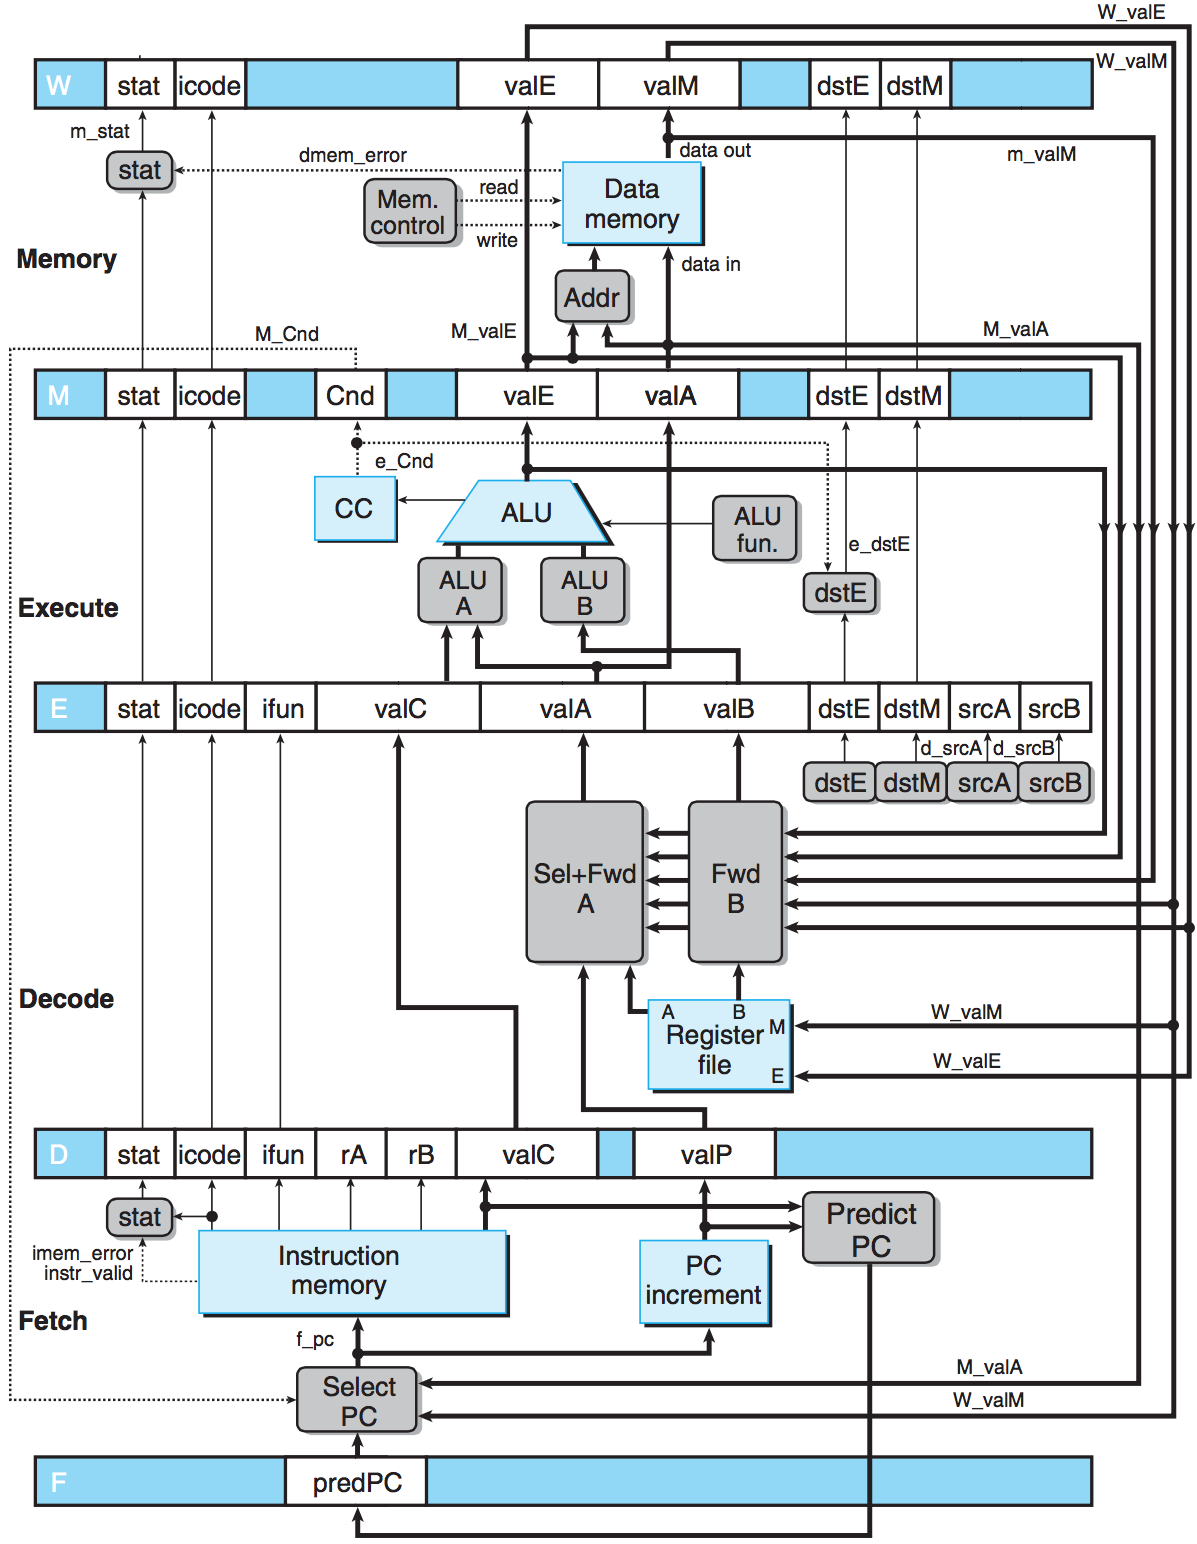 W_valE
W stat icode valE valM dstE dstM
W_valM
m_stat
data out
m_valM
dmem_error
stat
read
Mem.
control
write
Data
memory
Memory
data in
Addr
M_Cnd
M_valE
M_valA
M stat icode Cnd valE valA dstE dstM
e_Cnd
CC
ALU
ALU
fun.
e_dstE
ALU
A
ALU
B
dstE
Execute
E stat icode ifun valC valA valB dstE dstM srcA srcB
d_srcA d_srcB
dstE dstM srcA srcB
Sel+Fwd
A
Fwd
B
Decode
A B
Register
file
M
E
W_valM
W_valE
D stat icode ifun rA rB valC valP
stat
imem_error
instr_valid
Instruction
memory
PC
increment
Predict
PC
Fetch
f_pc
Select
PC
M_valA
W_valM
F predPC